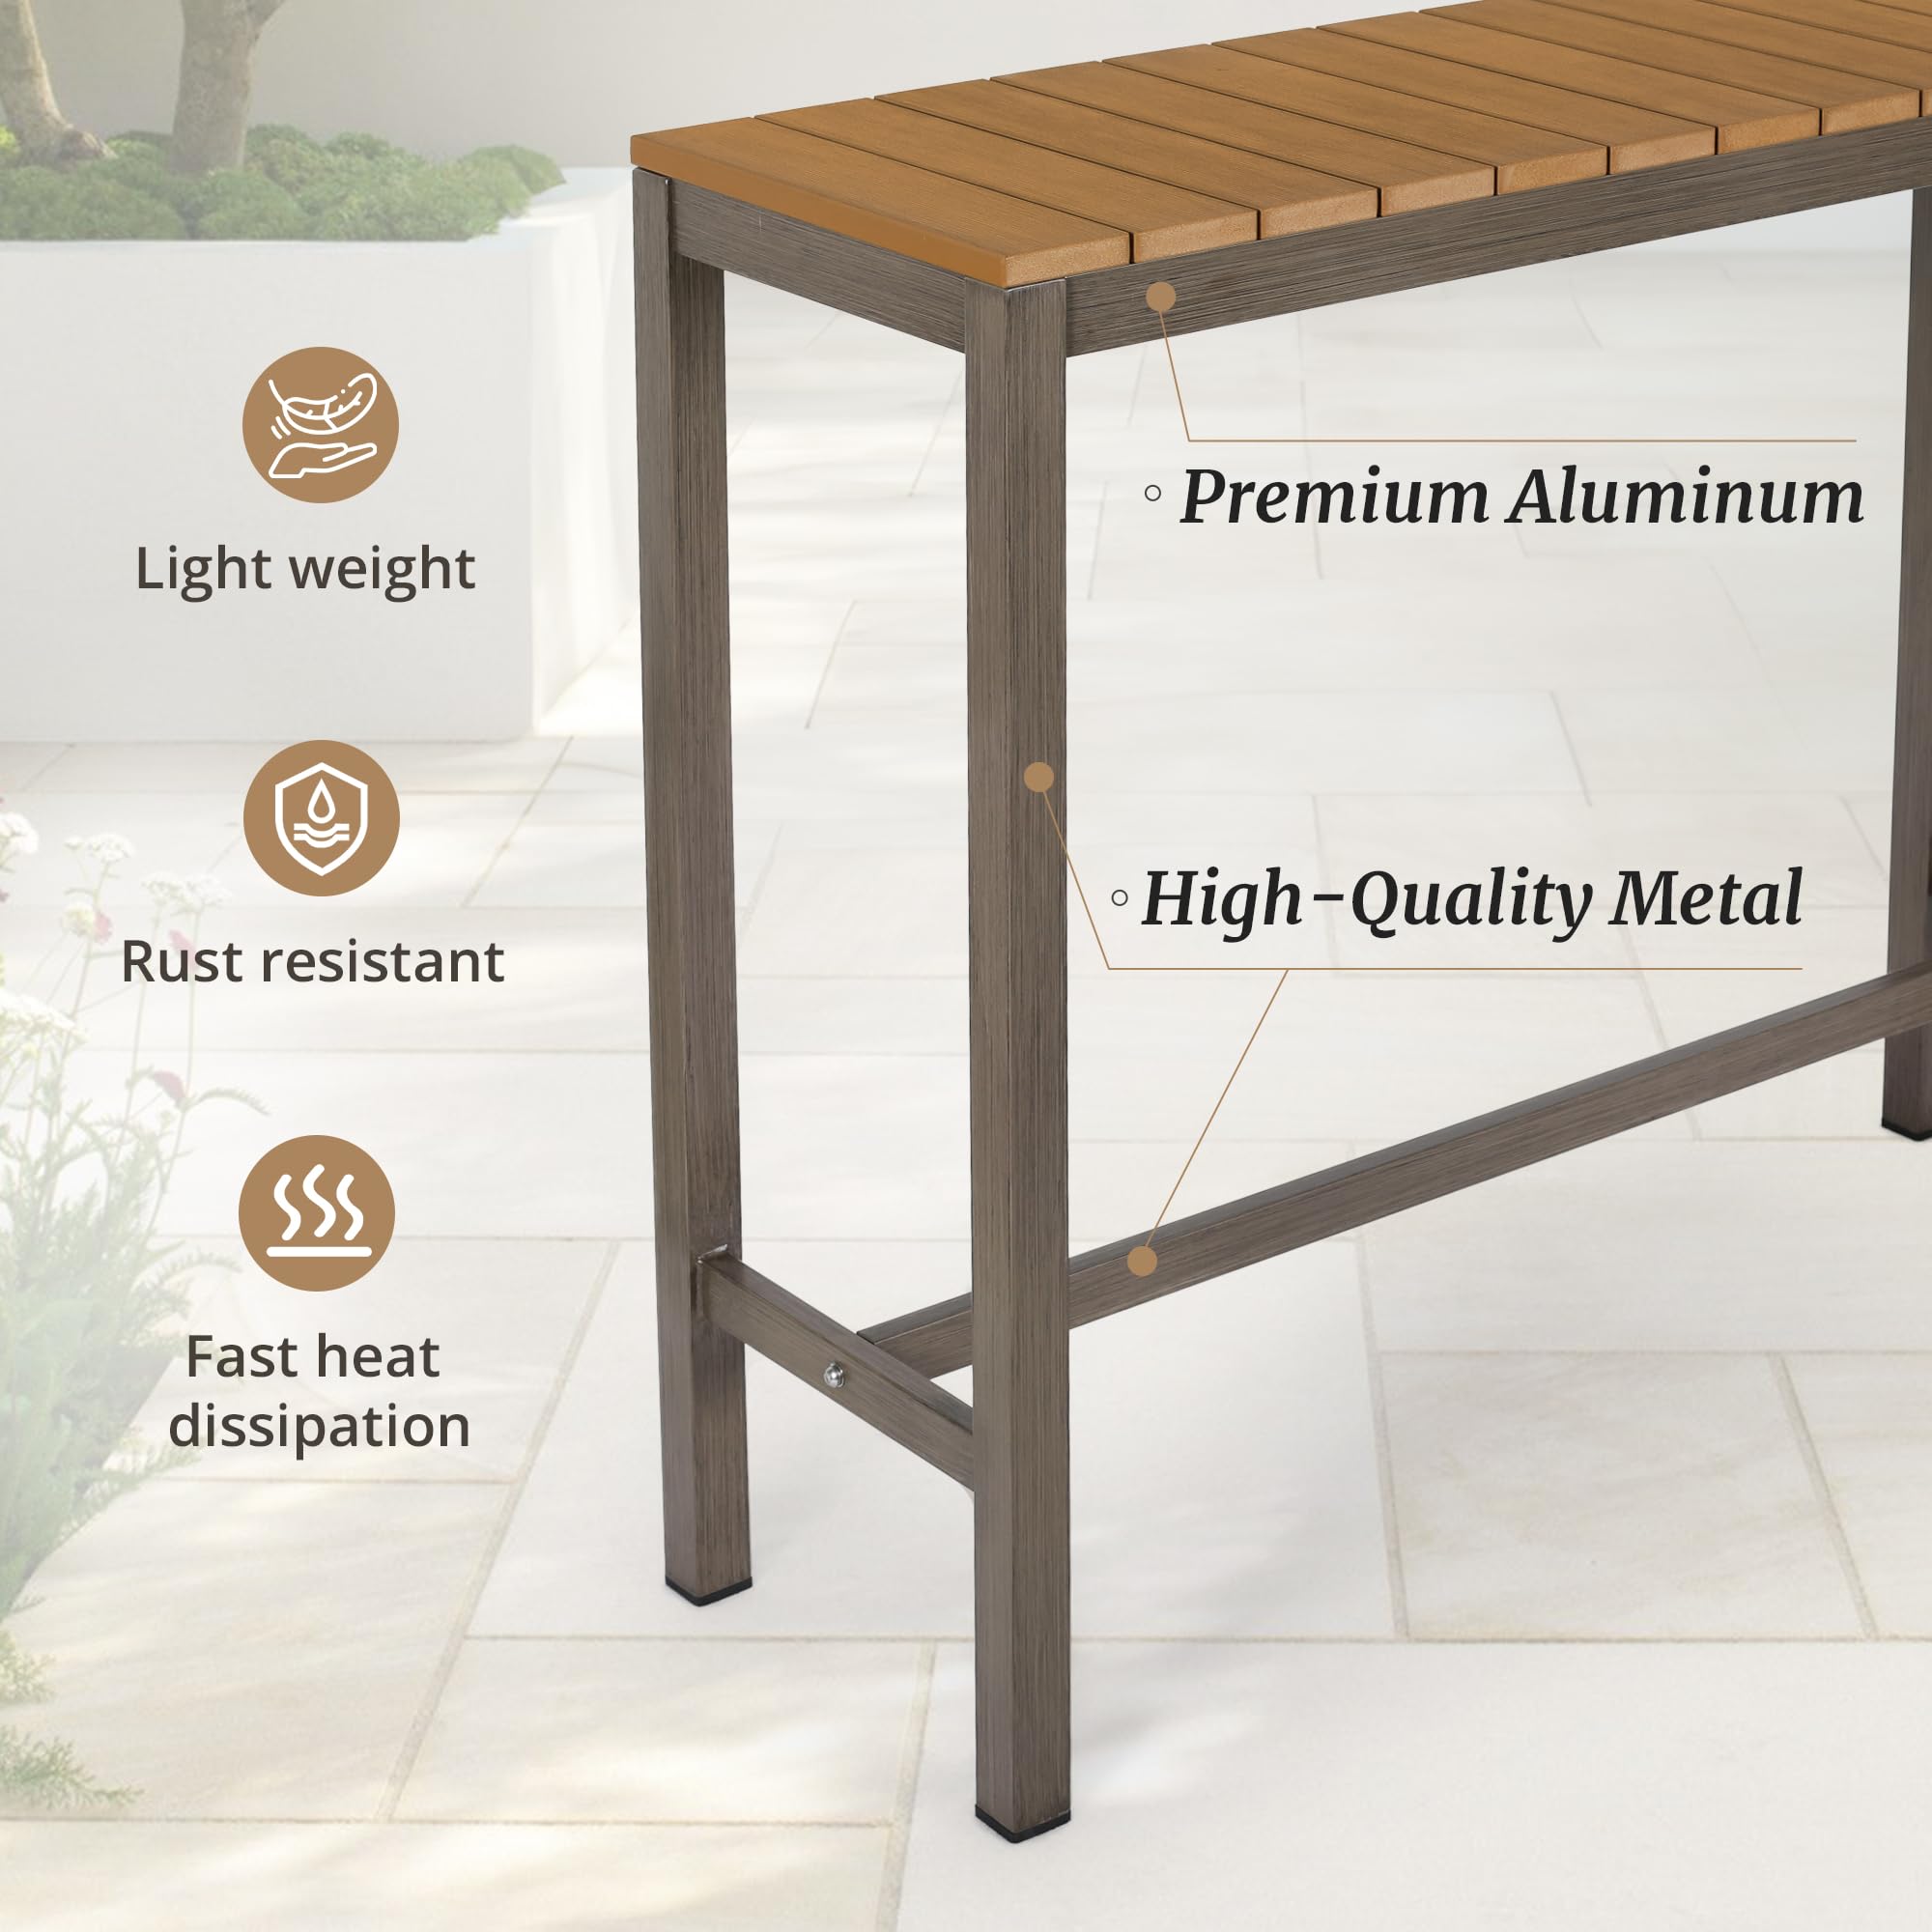 Light weight
Rust resistant
Fast heat
dissipation
Premium Aluminum
High-Quality Metal